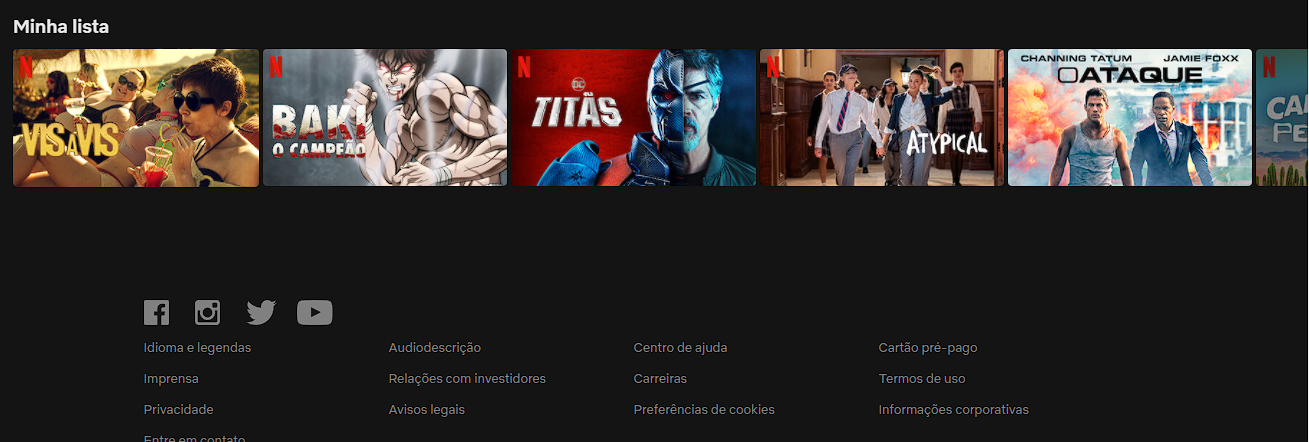 Minha lista
VIS A VIS
BAKI
O CAMPEÃO
DC
TITÃS
ATYPICAL
CHANNING TATUM JAMIE FOXX
O ATAQUE
Idioma e legendas
Audiodescrição
Centro de ajuda
Cartão pré-pago
Imprensa
Relações com investidores
Carreiras
Termos de uso
Privacidade
Avisos legais
Preferências de cookies
Informações corporativas
Entre em contato